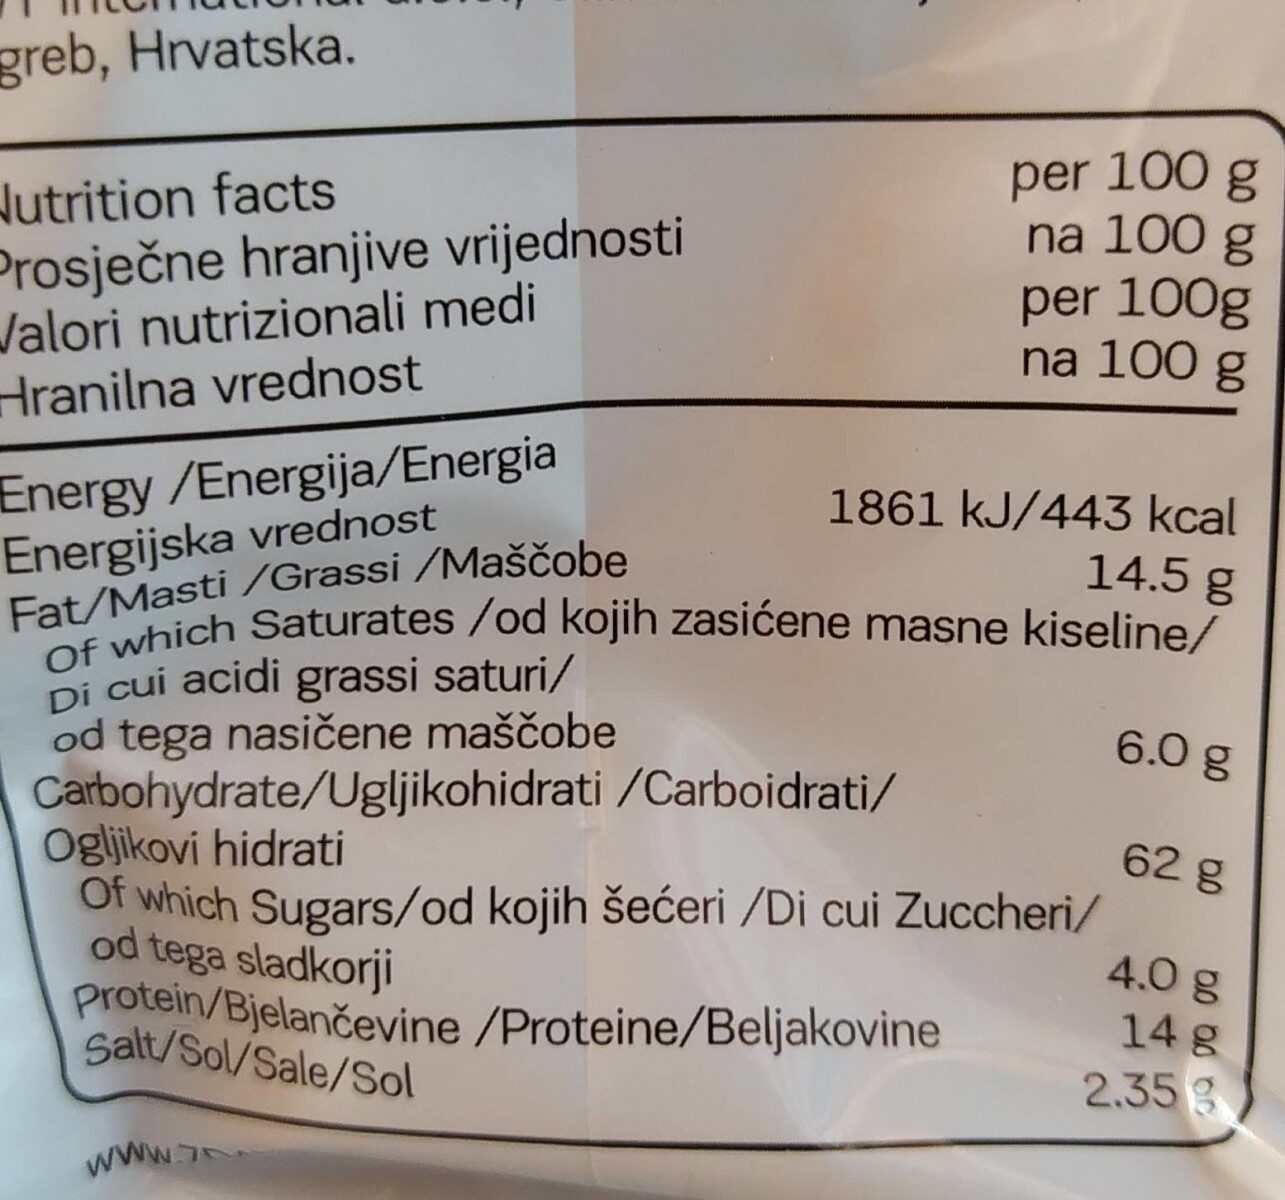 greb, Hrvatska.
Nutrition facts per 100 g
Prosječne hranjive vrijednosti na 100 g
Valori nutrizionali medi per 100g
Hranilna vrednost na 100 g
Energy /Energija/Energia
Energijska vrednost 1861 kJ/443 kcal
Fat/Masti /Grassi /Maščobe 14.5 g
Of which Saturates /od kojih zasićene masne kiseline/
Di cui acidi grassi saturi/
od tega nasičene maščobe 6.0 g
Carbohydrate/Ugljikohidrati /Carboidrati/
Ogljikovi hidrati 62 g
Of which Sugars/od kojih šećeri /Di cui Zuccheri/
od tega sladkorji 4.0 g
Protein/Bjelančevine /Proteine/Beljakovine 14 g
Salt/Sol/Sale/Sol 2.35 g
www.